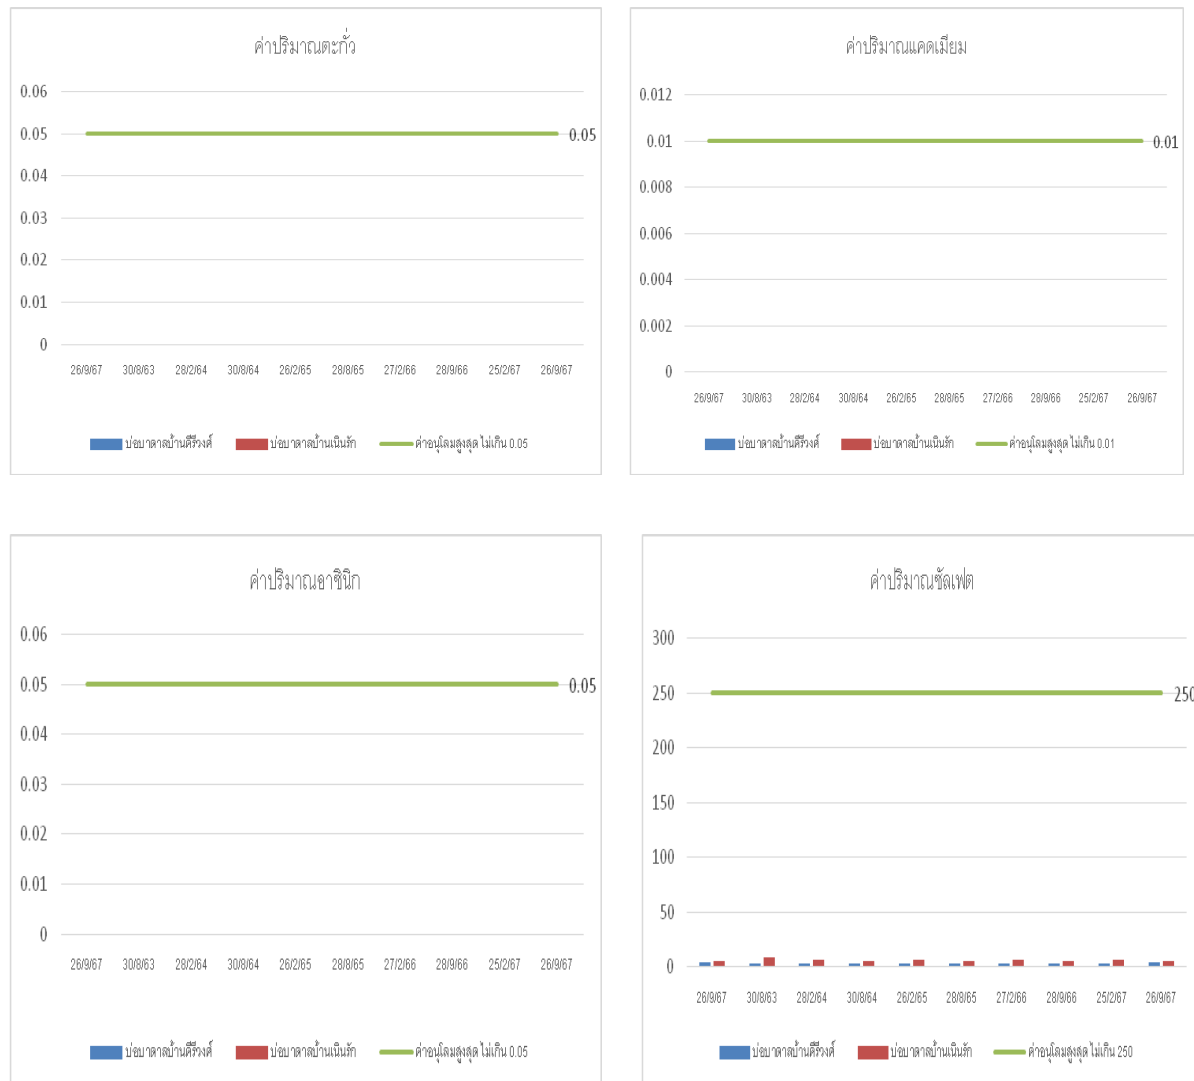 ค่าปริมาณตะกั่ว
0.06
0.05
0.04
0.03
0.02
0.01
0
0.05
26/9/67 30/8/63 28/2/64 30/8/64 26/2/65 28/8/65 27/2/66 28/9/66 25/2/67 26/9/67
บ่อบาดาลบ้านคีรีวงศ์ บ่อบาดาลบ้านเนินรัก ค่าอนุโลมสูงสุด ไม่เกิน 0.05
ค่าปริมาณแคดเมียม
0.012
0.01
0.008
0.006
0.004
0.002
0
0.01
26/9/67 30/8/63 28/2/64 30/8/64 26/2/65 28/8/65 27/2/66 28/9/66 25/2/67 26/9/67
บ่อบาดาลบ้านคีรีวงศ์ บ่อบาดาลบ้านเนินรัก ค่าอนุโลมสูงสุด ไม่เกิน 0.01
ค่าปริมาณอาซินิก
0.06
0.05
0.04
0.03
0.02
0.01
0
0.05
26/9/67 30/8/63 28/2/64 30/8/64 26/2/65 28/8/65 27/2/66 28/9/66 25/2/67 26/9/67
บ่อบาดาลบ้านคีรีวงศ์ บ่อบาดาลบ้านเนินรัก ค่าอนุโลมสูงสุด ไม่เกิน 0.05
ค่าปริมาณซัลเฟต
300
250
200
150
100
50
0
250
26/9/67 30/8/63 28/2/64 30/8/64 26/2/65 28/8/65 27/2/66 28/9/66 25/2/67 26/9/67
บ่อบาดาลบ้านคีรีวงศ์ บ่อบาดาลบ้านเนินรัก ค่าอนุโลมสูงสุด ไม่เกิน 250